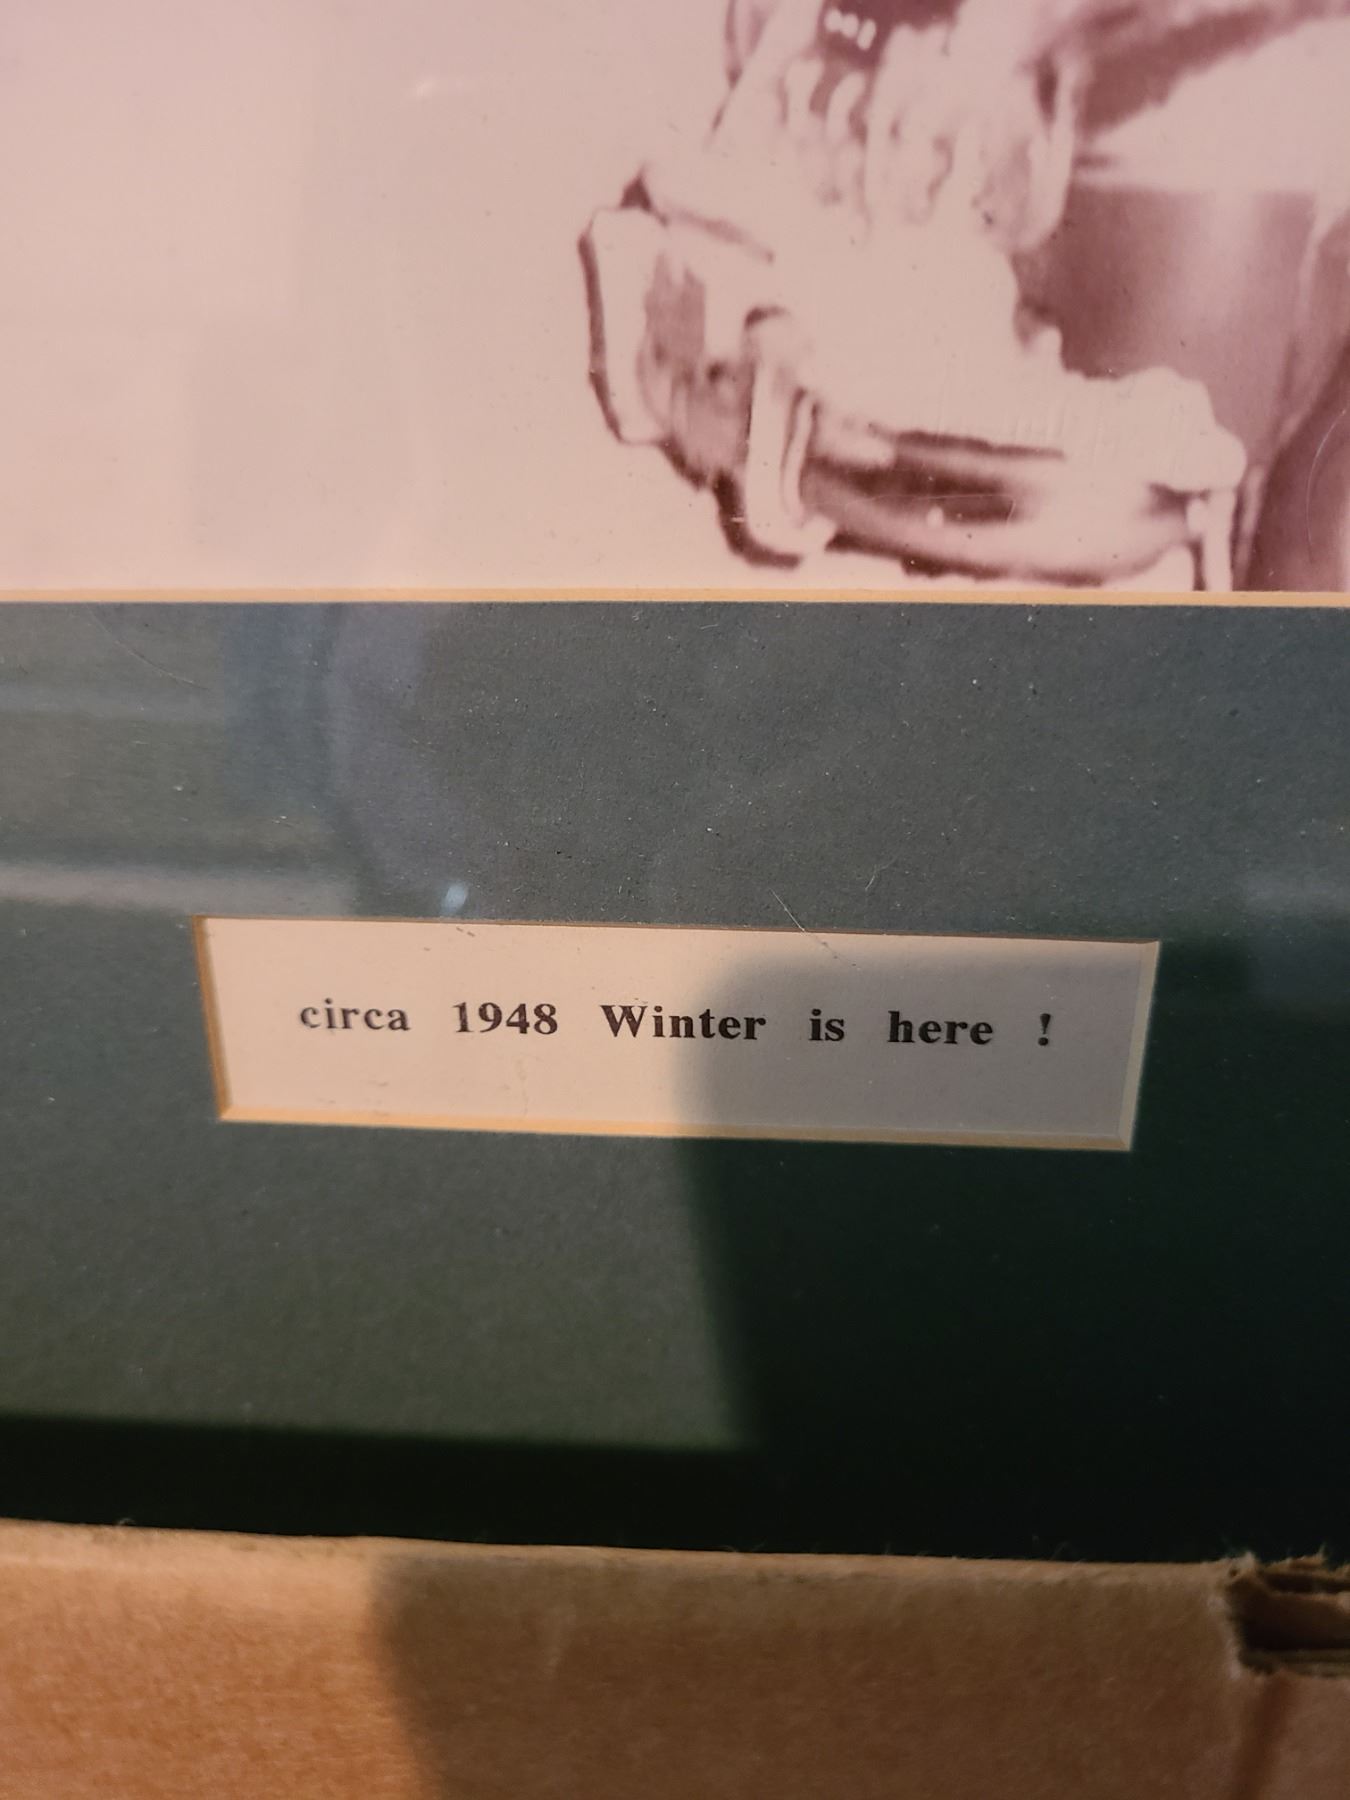 circa 1948 Winter is here !